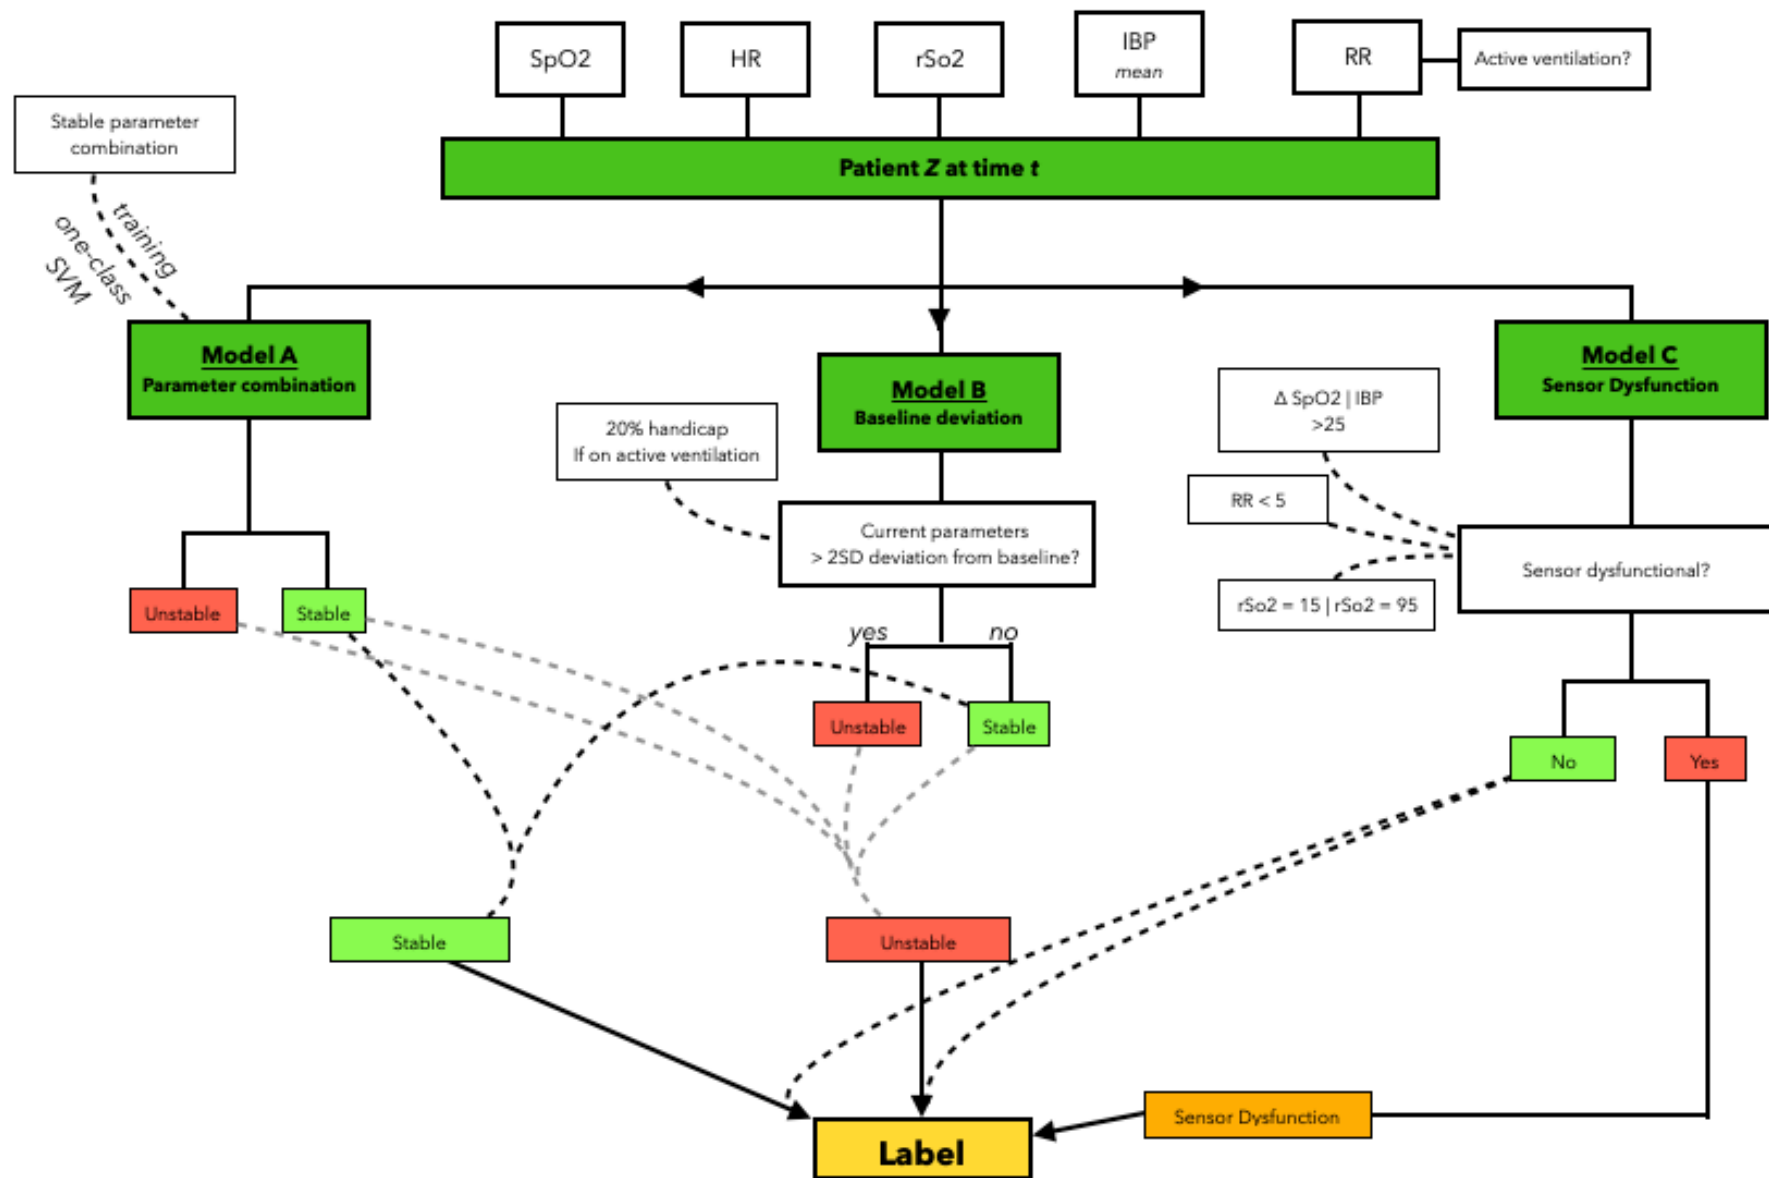 SpO2
HR
rSo2
IBP
mean
RR
Active ventilation?
Stable parameter
combination
Patient Z at time t
training
one-class
SVM
Model A
Parameter combination
Model B
Baseline deviation
Model C
Sensor Dysfunction
20% handicap
If on active ventilation
Δ SpO2 | IBP
>25
RR < 5
rSo2 = 15 | rSo2 = 95
Current parameters
> 2SD deviation from baseline?
Sensor dysfunctional?
Unstable
Stable
yes
no
Unstable
Stable
No
Yes
Stable
Unstable
Sensor Dysfunction
Label